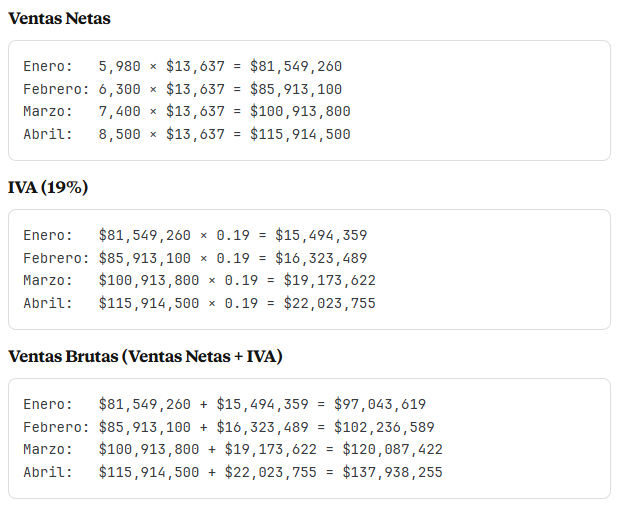 Ventas Netas
Enero:   5,980 × $13,637 = $81,549,260
Febrero: 6,300 × $13,637 = $85,913,100
Marzo:   7,400 × $13,637 = $100,913,800
Abril:   8,500 × $13,637 = $115,914,500
IVA (19%)
Enero:   $81,549,260 × 0.19 = $15,494,359
Febrero: $85,913,100 × 0.19 = $16,323,489
Marzo:   $100,913,800 × 0.19 = $19,173,622
Abril:   $115,914,500 × 0.19 = $22,023,755
Ventas Brutas (Ventas Netas + IVA)
Enero:   $81,549,260 + $15,494,359 = $97,043,619
Febrero: $85,913,100 + $16,323,489 = $102,236,589
Marzo:   $100,913,800 + $19,173,622 = $120,087,422
Abril:   $115,914,500 + $22,023,755 = $137,938,255